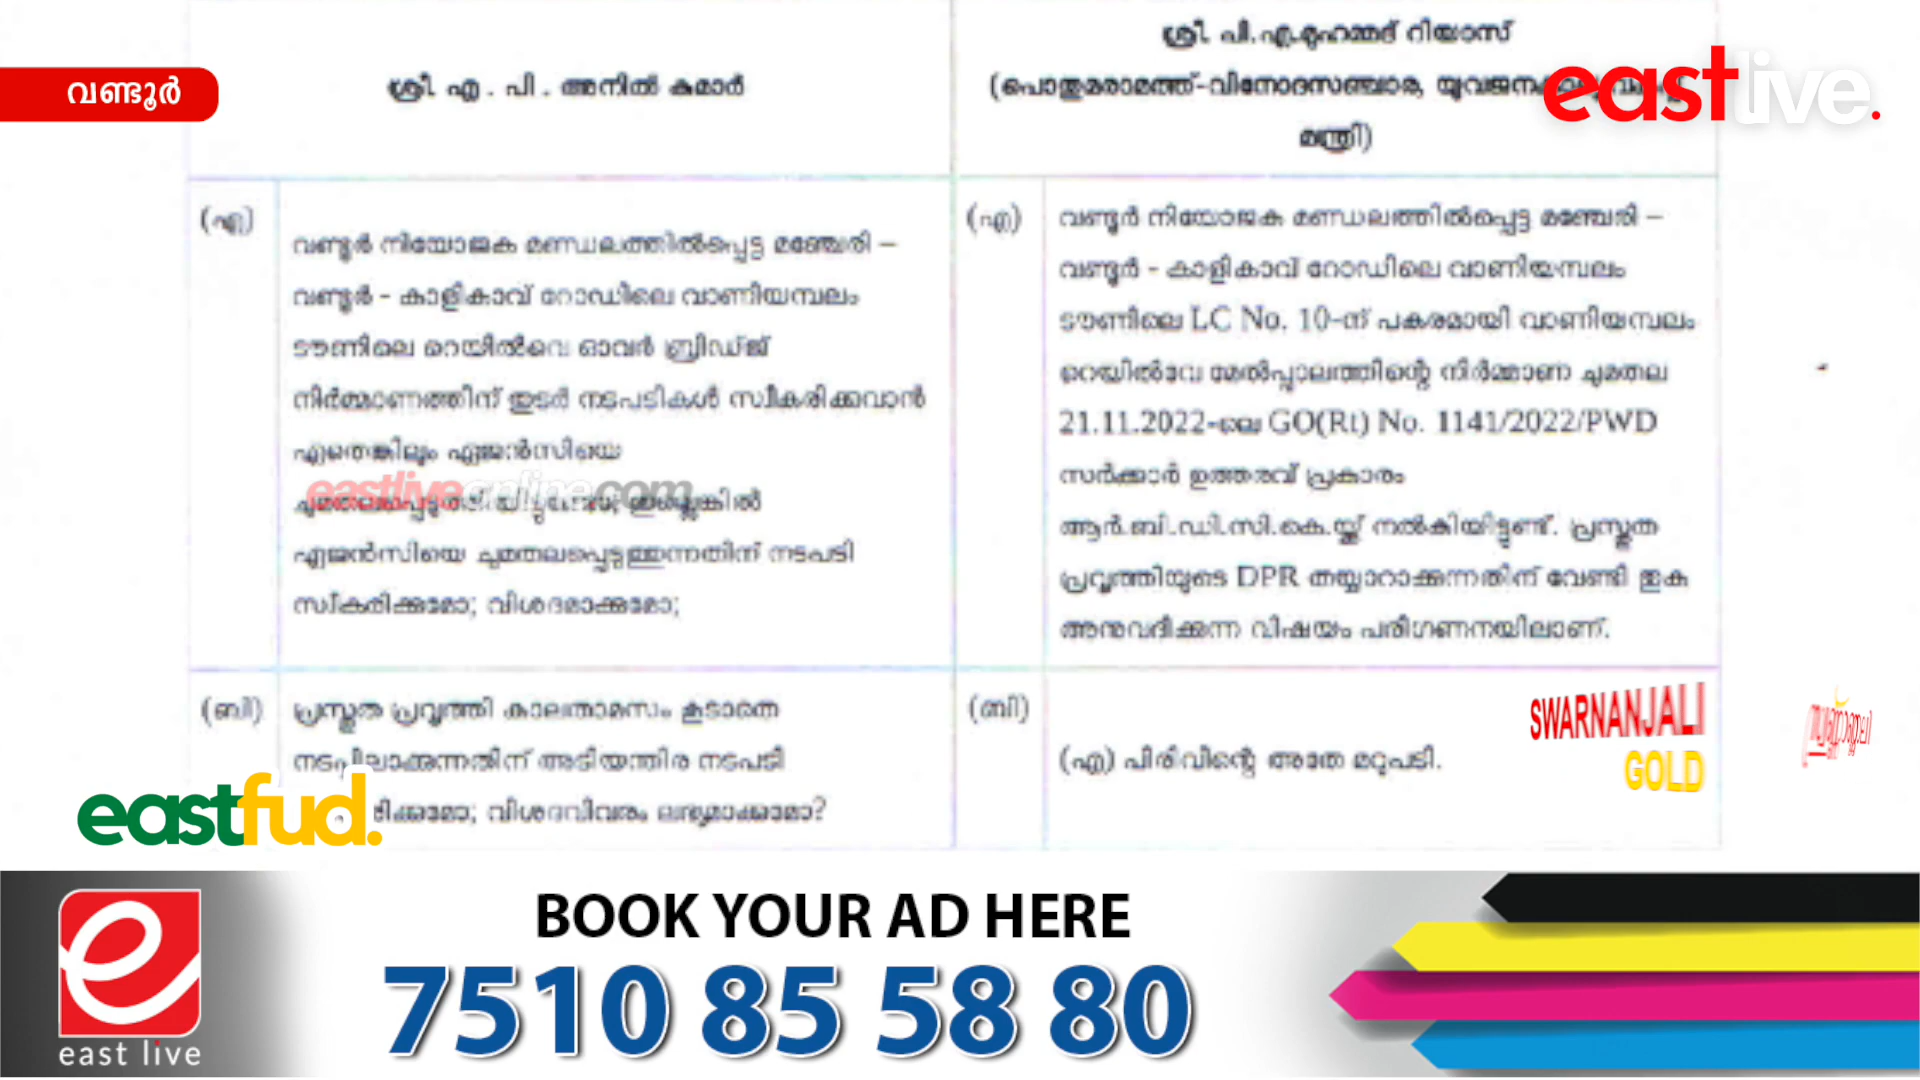 വണ്ടൂർ
eastlive.
ശ്രീ. എ . പി . അനിൽ കുമാർ
ശ്രീ. പി.എ.മുഹമ്മദ് റിയാസ്
(പൊതുമരാമത്ത്-വിനോദസഞ്ചാര,
മന്ത്രി)
(എ)
വണ്ടൂർ നിയോജക മണ്ഡലത്തിൽപ്പെട്ട മഞ്ചേരി –
വണ്ടൂർ - കാളികാവ് റോഡിലെ വാണിയമ്പലം
ടൗണിലെ റെയിൽവെ ഓവർ ബ്രിഡ്ജ്
നിർമ്മാണത്തിന് തുടർ നടപടികൾ സ്വീകരിക്കുവാൻ
ഏതെങ്കിലും ഏജൻസിയെ
ഇല്ലെങ്കിൽ
eastliveonline.com
ഏജൻസിയെ ചുമതലപ്പെടുത്തുന്നതിന് നടപടി
സ്വീകരിക്കുമോ; വിശദമാക്കുമോ;
(എ)
വണ്ടൂർ നിയോജക മണ്ഡലത്തിൽപ്പെട്ട മഞ്ചേരി –
വണ്ടൂർ - കാളികാവ് റോഡിലെ വാണിയമ്പലം
ടൗണിലെ LC No. 10-ന് പകരമായി വാണിയമ്പലം
റെയിൽവേ മേൽപ്പാലത്തിന്റെ നിർമ്മാണ ചുമതല
21.11.2022-ലെ GO(Rt) No. 1141/2022/PWD
സർക്കാർ ഉത്തരവ് പ്രകാരം
ആർ.ബി.ഡി.സി.കെ.യ്ക്ക് നൽകിയിട്ടുണ്ട്. പ്രസ്തുത
പ്രവൃത്തിയുടെ DPR തയ്യാറാക്കുന്നതിന് വേണ്ടി തുക
അനുവദിക്കുന്ന വിഷയം പരിഗണനയിലാണ്.
(ബി)
പ്രസ്തുത പ്രവൃത്തി കാലതാമസം കൂടാതെ
നടപ്പിലാക്കുന്നതിന് അടിയന്തിര നടപടി
രിക്കുമോ; വിശദവിവരം ലഭ്യമാക്കാമോ?
(ബി)
(എ) പിരിവിന്റെ അതേ മറുപടി.
SWARNANJALI
GOLD
eastfud.
BOOK YOUR AD HERE
7510 85 58 80
east live